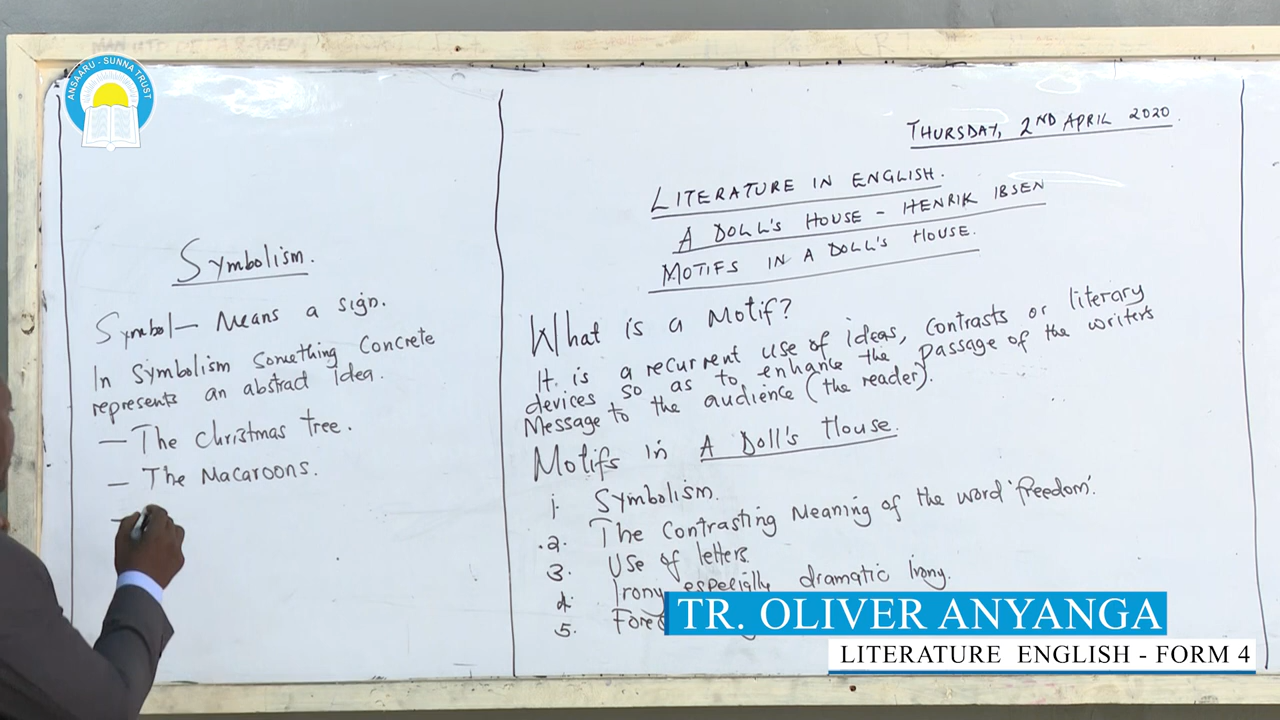 ANSAARU - SUNNA TRUST
THURSDAY, 2ND APRIL 2020
LITERATURE IN ENGLISH.
A DOLL'S HOUSE - HENRIK IBSEN
MOTIFS IN A DOLL'S HOUSE.
Symbolism.
Symbol - Means a sign.
In Symbolism something Concrete
represents an abstract Idea.
- The Christmas tree.
- The Macaroons.
What is a Motif?
It is a recurrent use of ideas, Contrasts or literary
devices so as to enhance the passage of the writers
Message to the audience (the reader).
Motifs in A Doll's House.
1. Symbolism.
2. The Contrasting Meaning of the word 'freedom'.
3. Use of letters.
4. Irony especially dramatic Irony.
5.
TR. OLIVER ANYANGA
LITERATURE ENGLISH - FORM 4